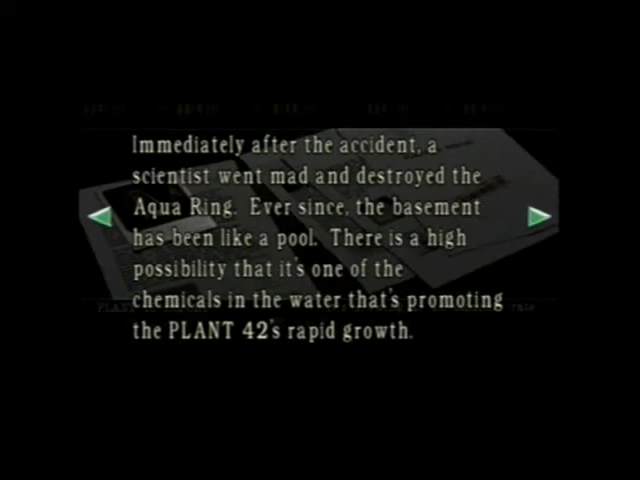 Immediately after the accident, a
scientist went mad and destroyed the
Aqua Ring. Ever since, the basement
has been like a pool. There is a high
possibility that it's one of the
chemicals in the water that's promoting
the PLANT 42's rapid growth.